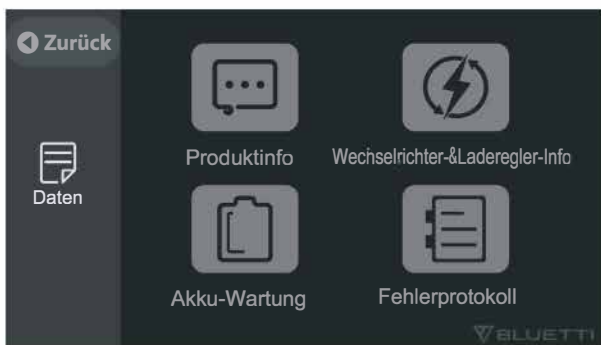 Zurück
Daten
Produktinfo
Wechselrichter-&Laderegler-Info
Akku-Wartung
Fehlerprotokoll
BLUETTI